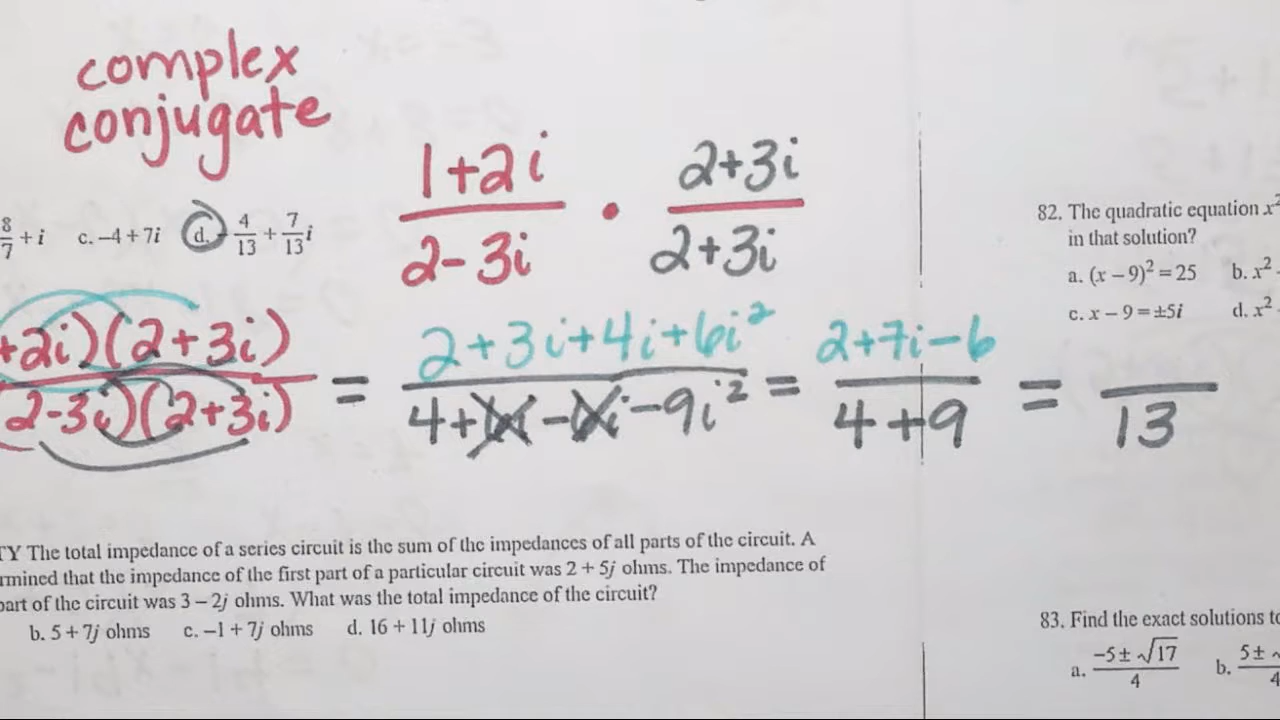 complex
conjugate
1+2i / 2-3i · 2+3i / 2+3i
8/7 + i c. –4 + 7i d. –4/13 + 7/13 i
+2i)(2+3i) / 2-3i)(2+3i) = 2+3i+4i+6i² / 4+6i-6i-9i² = 2+7i-6 / 4+9 = / 13
TY The total impedance of a series circuit is the sum of the impedances of all parts of the circuit. A
rmined that the impedance of the first part of a particular circuit was 2 + 5j ohms. The impedance of
part of the circuit was 3 – 2j ohms. What was the total impedance of the circuit?
b. 5 + 7j ohms c. –1 + 7j ohms d. 16 + 11j ohms
82. The quadratic equation x²
in that solution?
a. (x – 9)² = 25 b. x²
c. x – 9 = ±5i d. x²
83. Find the exact solutions to
a. –5 ± √17 / 4 b. 5 ± √ / 4